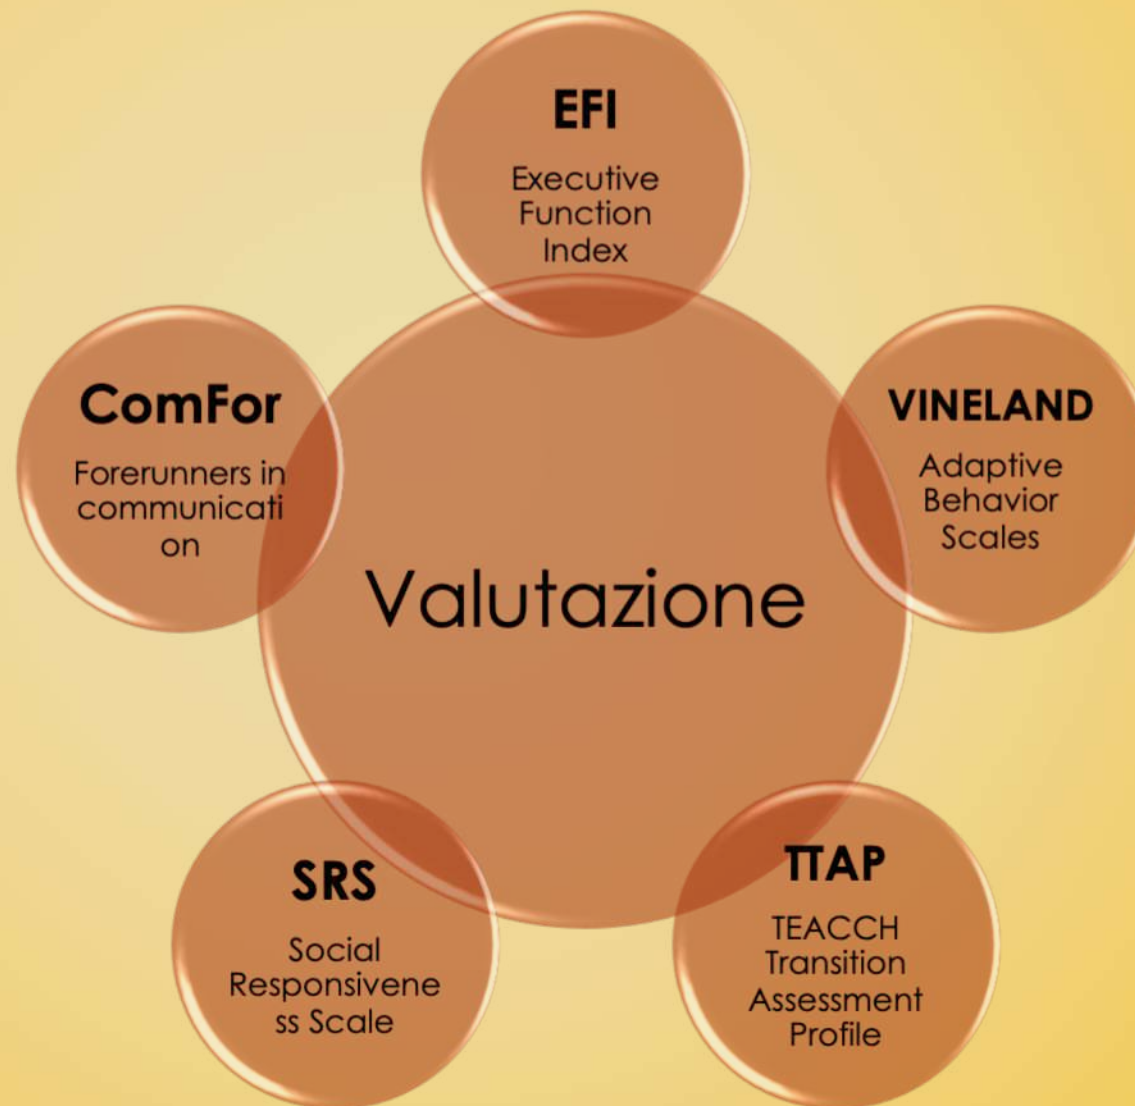 EFI
Executive
Function
Index
ComFor
Forerunners in
communicati
on
VINELAND
Adaptive
Behavior
Scales
Valutazione
SRS
Social
Responsivene
ss Scale
TTAP
TEACCH
Transition
Assessment
Profile